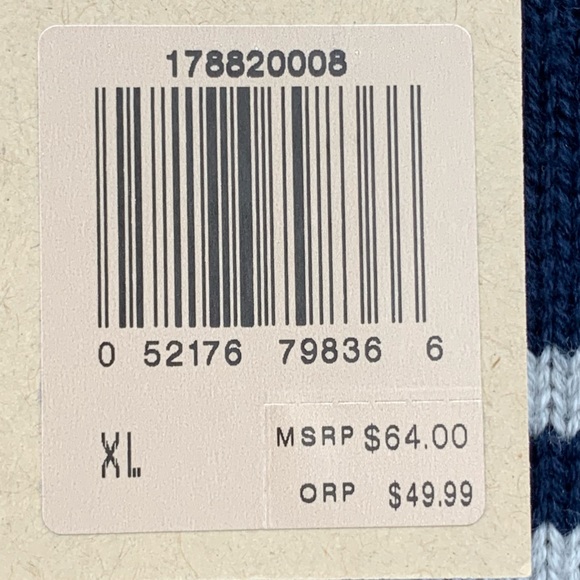 178820008
0 52176 79836 6
XL
MSRP $64.00
ORP $49.99